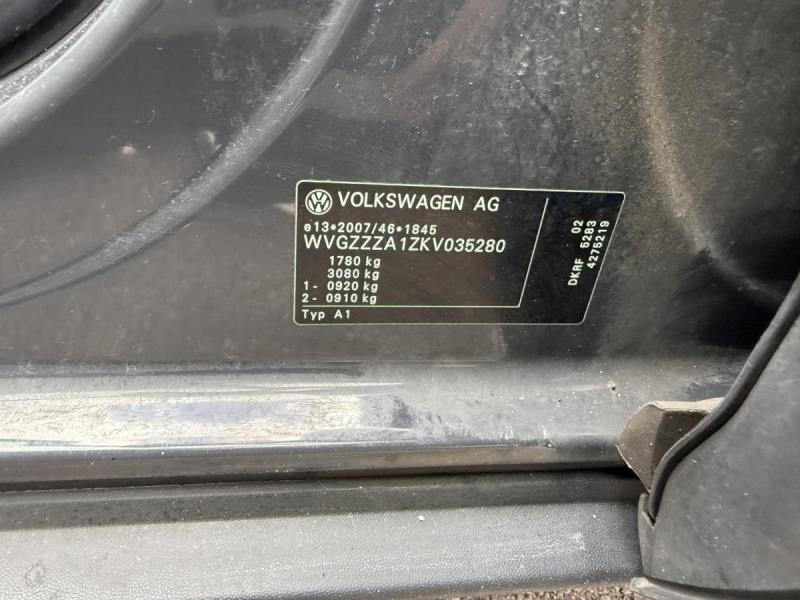 VOLKSWAGEN AG
e13*2007/46*1845
WVGZZZA1ZKV035280
1780 kg
3080 kg
1- 0920 kg
2- 0910 kg
Typ A1
02
DKRF 5283
4275219